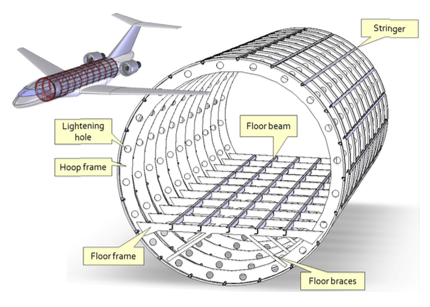 Stringer
Lightening
hole
Floor beam
Hoop frame
Floor frame
Floor braces